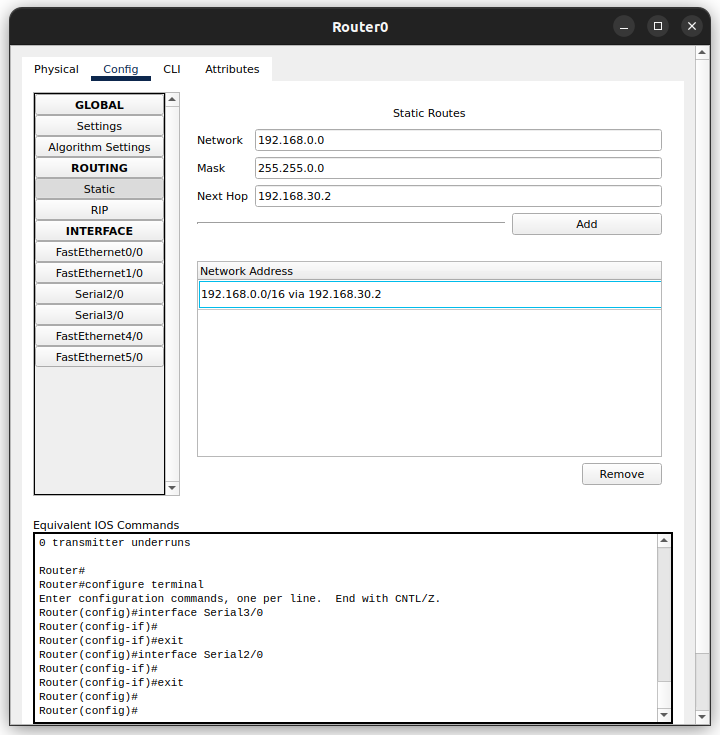 Router0
Physical Config CLI Attributes
GLOBAL
Settings
Algorithm Settings
ROUTING
Static
RIP
INTERFACE
FastEthernet0/0
FastEthernet1/0
Serial2/0
Serial3/0
FastEthernet4/0
FastEthernet5/0
Static Routes
Network 192.168.0.0
Mask 255.255.0.0
Next Hop 192.168.30.2
Add
Network Address
192.168.0.0/16 via 192.168.30.2
Remove
Equivalent IOS Commands
0 transmitter underruns
Router#
Router#configure terminal
Enter configuration commands, one per line.  End with CNTL/Z.
Router(config)#interface Serial3/0
Router(config-if)#
Router(config-if)#exit
Router(config)#interface Serial2/0
Router(config-if)#
Router(config-if)#exit
Router(config)#
Router(config)#